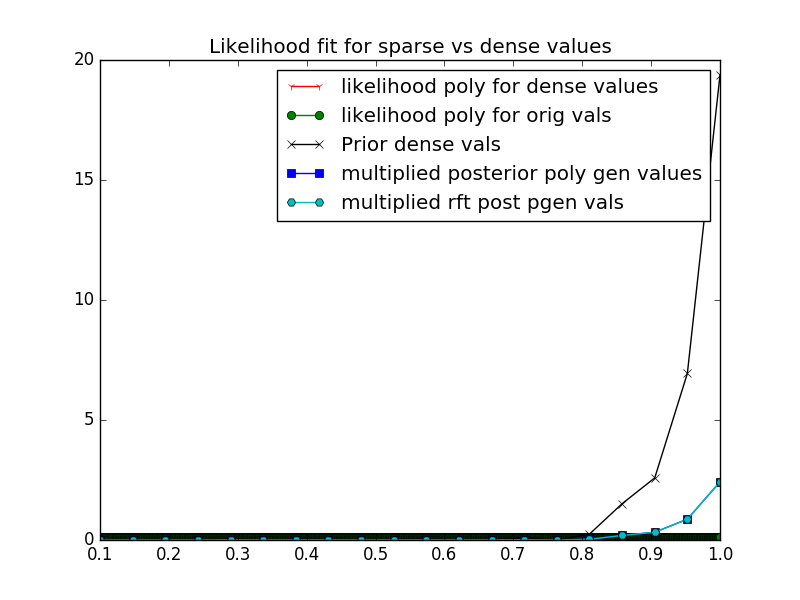 Likelihood fit for sparse vs dense values
20
likelihood poly for dense values
likelihood poly for orig vals
Prior dense vals
multiplied posterior poly gen values
multiplied rft post pgen vals
15
10
5
0
0.1 0.2 0.3 0.4 0.5 0.6 0.7 0.8 0.9 1.0